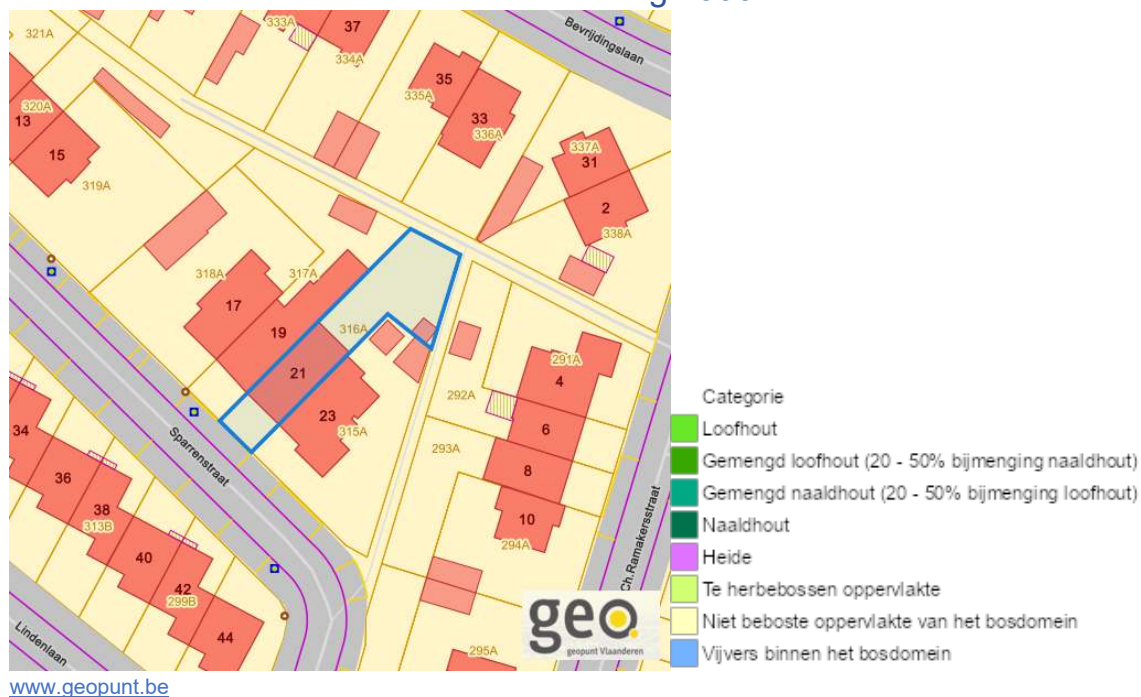 333A
37
321A
334A
Bevrijdingslaan
35
335A
33
336A
320A
13
15
319A
337A
31
2
338A
318A
317A
17
19
316A
21
23
315A
291A
4
292A
6
293A
8
10
294A
Sparrenstraat
34
36
38
313B
40
42
299B
44
Lindenlaan
Ch.Ramakersstraat
295A
geo
geopunt Vlaanderen
Categorie
Loofhout
Gemengd loofhout (20 - 50% bijmenging naaldhout)
Gemengd naaldhout (20 - 50% bijmenging loofhout)
Naaldhout
Heide
Te herbebossen oppervlakte
Niet beboste oppervlakte van het bosdomein
Vijvers binnen het bosdomein
www.geopunt.be